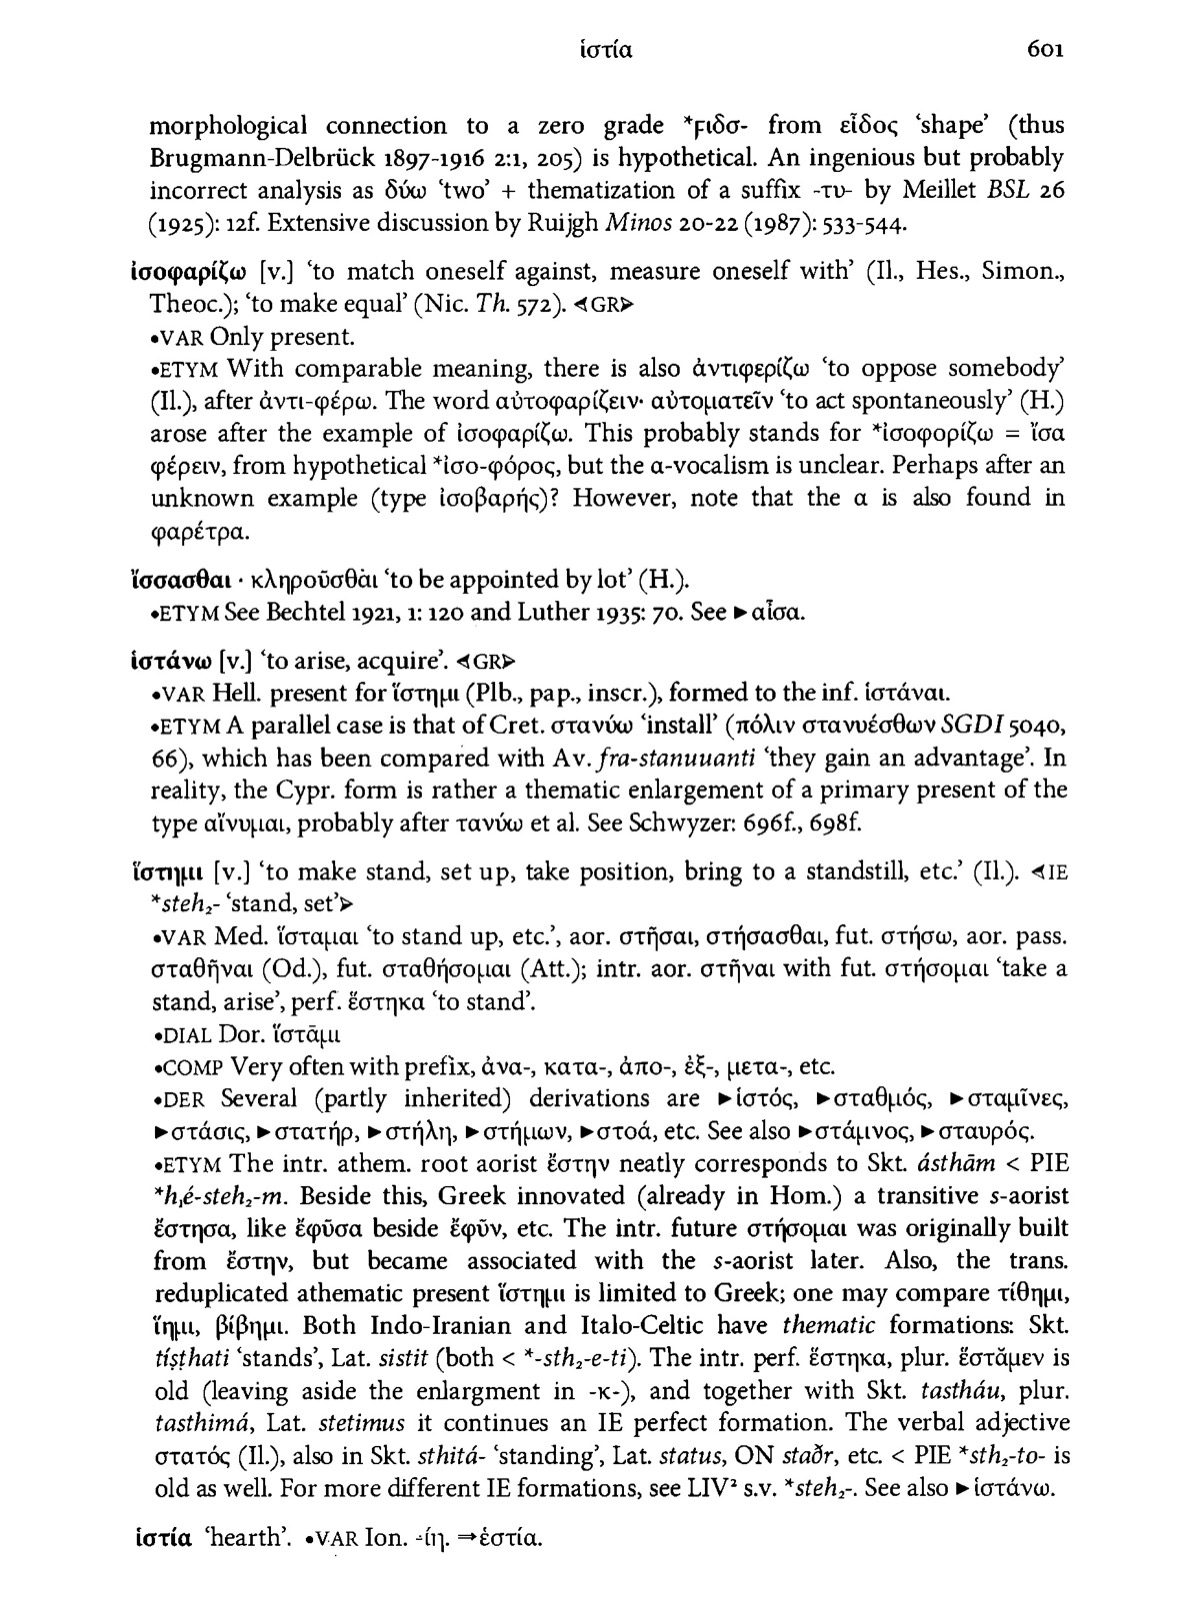 ἱστία 601
morphological connection to a zero grade *ϝιδσ- from εἶδος ‘shape’ (thus
Brugmann-Delbrück 1897-1916 2:1, 205) is hypothetical. An ingenious but probably
incorrect analysis as δύω ‘two’ + thematization of a suffix -τυ- by Meillet BSL 26
(1925): 12f. Extensive discussion by Ruijgh Minos 20-22 (1987): 533-544.
ἰσοφαρίζω [v.] ‘to match oneself against, measure oneself with’ (Il., Hes., Simon.,
Theoc.); ‘to make equal’ (Nic. Th. 572). ⊲GR⊳
•VAR Only present.
•ETYM With comparable meaning, there is also ἀντιφερίζω ‘to oppose somebody’
(Il.), after ἀντι-φέρω. The word αὐτοφαρίζειν· αὐτοματεῖν ‘to act spontaneously’ (H.)
arose after the example of ἰσοφαρίζω. This probably stands for *ἰσοφορίζω = ἴσα
φέρειν, from hypothetical *ἰσο-φόρος, but the α-vocalism is unclear. Perhaps after an
unknown example (type ἰσοβαρής)? However, note that the α is also found in
φαρέτρα.
ἴσσασθαι · κληροῦσθὰι ‘to be appointed by lot’ (H.).
•ETYM See Bechtel 1921, 1: 120 and Luther 1935: 70. See ►αἶσα.
ἱστάνω [v.] ‘to arise, acquire’. ⊲GR⊳
•VAR Hell. present for ἵστημι (Plb., pap., inscr.), formed to the inf. ἱστάναι.
•ETYM A parallel case is that of Cret. στανύω ‘install’ (πόλιν στανυέσθων SGDI 5040,
66), which has been compared with Av. fra-stanuuanti ‘they gain an advantage’. In
reality, the Cypr. form is rather a thematic enlargement of a primary present of the
type αἴνυμαι, probably after τανύω et al. See Schwyzer: 696f., 698f.
ἵστημι [v.] ‘to make stand, set up, take position, bring to a standstill, etc.’ (Il.). ⊲IE
*steh₂- ‘stand, set’⊳
•VAR Med. ἵσταμαι ‘to stand up, etc.’, aor. στῆσαι, στήσασθαι, fut. στήσω, aor. pass.
σταθῆναι (Od.), fut. σταθήσομαι (Att.); intr. aor. στῆναι with fut. στήσομαι ‘take a
stand, arise’, perf. ἕστηκα ‘to stand’.
•DIAL Dor. ἵστᾱμι
•COMP Very often with prefix, ἀνα-, κατα-, ἀπο-, ἐξ-, μετα-, etc.
•DER Several (partly inherited) derivations are ►ἱστός, ►σταθμός, ►σταμῖνες,
►στάσις, ►στατήρ, ►στήλη, ►στήμων, ►στοά, etc. See also ►στάμινος, ►σταυρός.
•ETYM The intr. athem. root aorist ἔστην neatly corresponds to Skt. ásthām < PIE
*h₁é-steh₂-m. Beside this, Greek innovated (already in Hom.) a transitive s-aorist
ἔστησα, like ἔφῡσα beside ἔφῡν, etc. The intr. future στήσομαι was originally built
from ἔστην, but became associated with the s-aorist later. Also, the trans.
reduplicated athematic present ἵστημι is limited to Greek; one may compare τίθημι,
ἵημι, βίβημι. Both Indo-Iranian and Italo-Celtic have thematic formations: Skt.
tíṣṭhati ‘stands’, Lat. sistit (both < *-sth₂-e-ti). The intr. perf. ἕστηκα, plur. ἕστᾰμεν is
old (leaving aside the enlargment in -κ-), and together with Skt. tastháu, plur.
tasthimá, Lat. stetimus it continues an IE perfect formation. The verbal adjective
στατός (Il.), also in Skt. sthitá- ‘standing’, Lat. status, ON staðr, etc. < PIE *sth₂-to- is
old as well. For more different IE formations, see LIV² s.v. *steh₂-. See also ►ἱστάνω.
ἱστία ‘hearth’. •VAR Ion. -ίη. ⇒ἑστία.